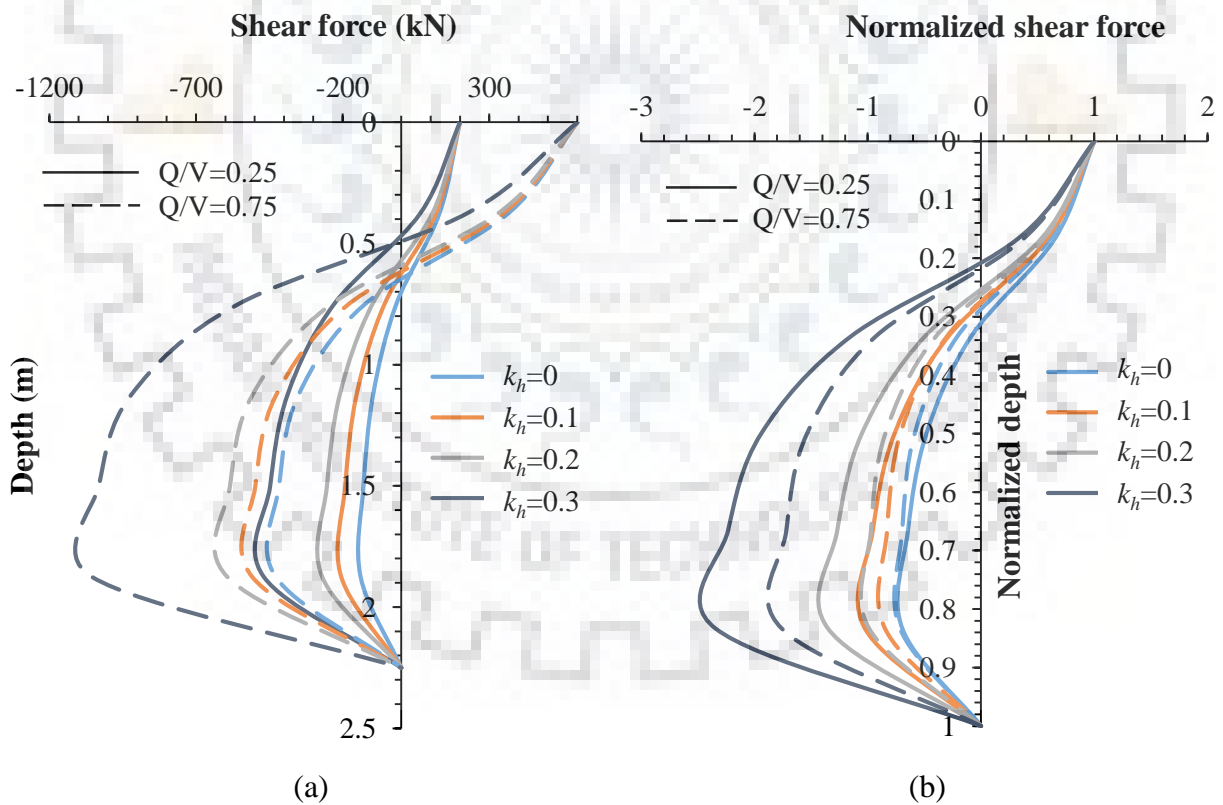 Shear force (kN)
-1200 -700 -200 300
0
0.5
1
1.5
2
2.5
Q/V=0.25
Q/V=0.75
Depth (m)
k_h=0
k_h=0.1
k_h=0.2
k_h=0.3
(a)
Normalized shear force
-3 -2 -1 0 1 2
0
0.1
0.2
0.3
0.4
0.5
0.6
0.7
0.8
0.9
1
Q/V=0.25
Q/V=0.75
Normalized depth
k_h=0
k_h=0.1
k_h=0.2
k_h=0.3
(b)
OF TEC